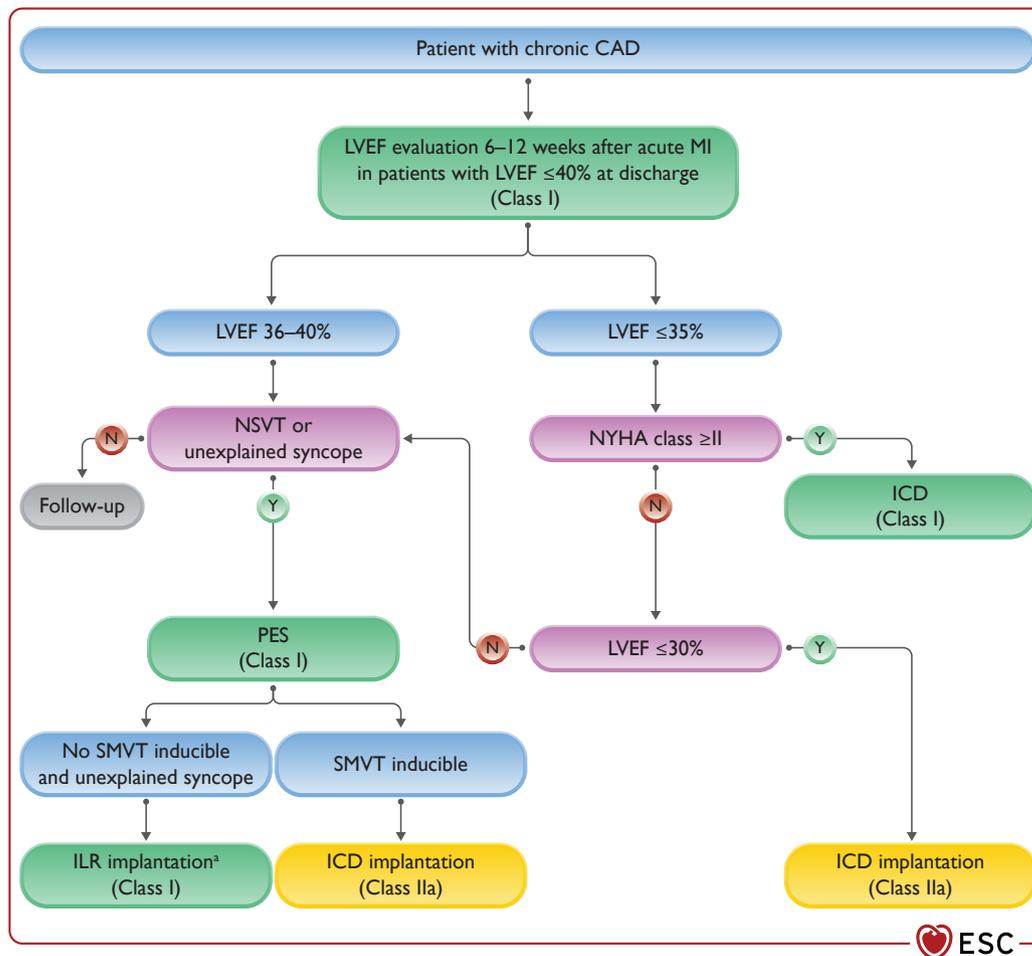 Patient with chronic CAD
LVEF evaluation 6–12 weeks after acute MI
in patients with LVEF ≤40% at discharge
(Class I)
LVEF 36–40%
LVEF ≤35%
NSVT or
unexplained syncope
NYHA class ≥II
N
Y
Follow-up
Y
N
ICD
(Class I)
PES
(Class I)
N
LVEF ≤30%
Y
No SMVT inducible
and unexplained syncope
SMVT inducible
ILR implantationᵃ
(Class I)
ICD implantation
(Class IIa)
ICD implantation
(Class IIa)
ESC